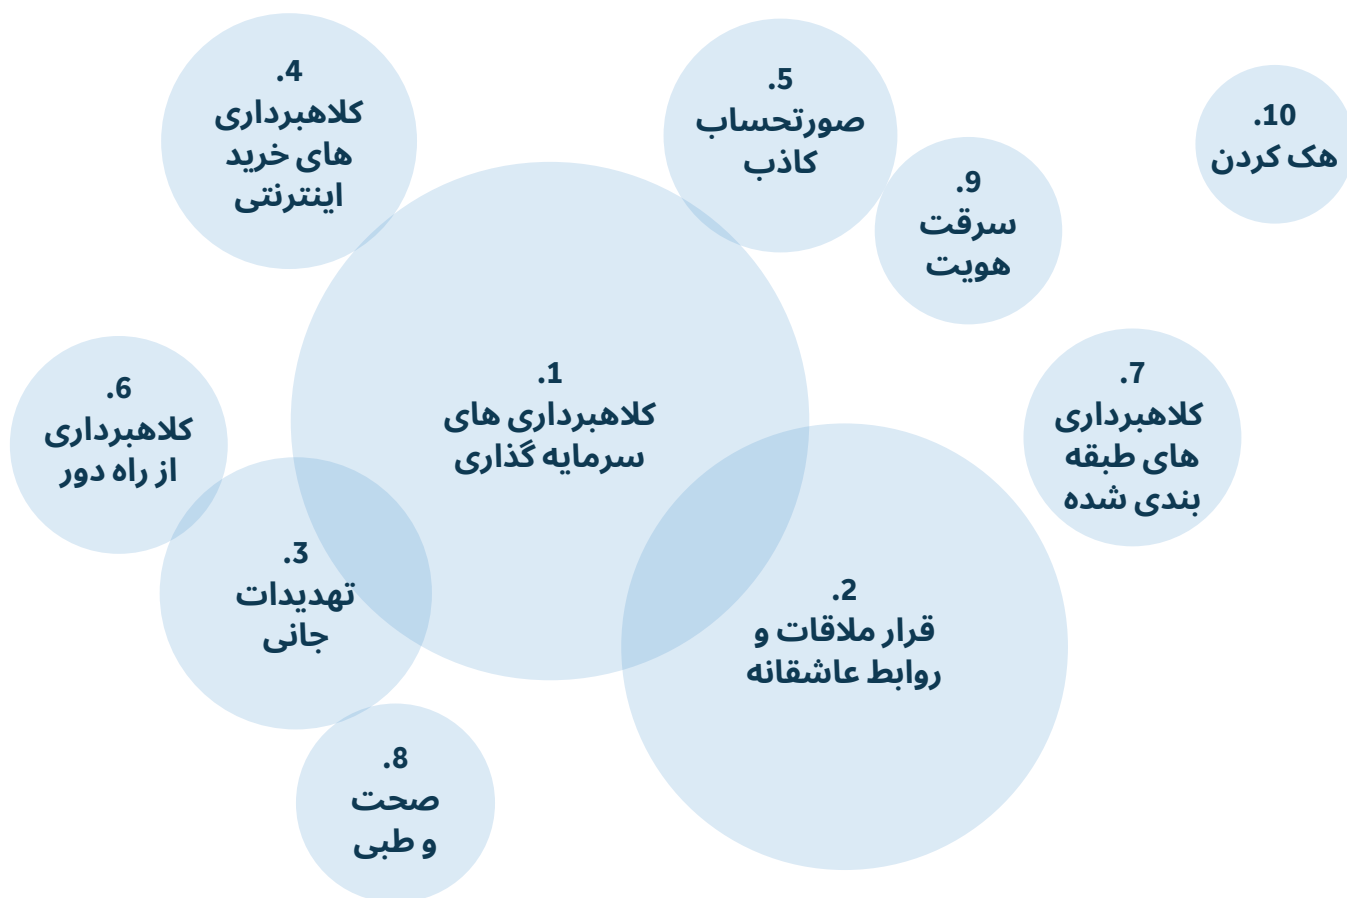 1.
کلاهبرداری های
سرمایه گذاری
2.
قرار ملاقات و
روابط عاشقانه
3.
تهدیدات
جانی
4.
کلاهبرداری
های خرید
اینترنتی
5.
صورتحساب
کاذب
6.
کلاهبرداری
از راه دور
7.
کلاهبرداری
های طبقه
بندی شده
8.
صحت
و طبی
9.
سرقت
هویت
10.
هک کردن